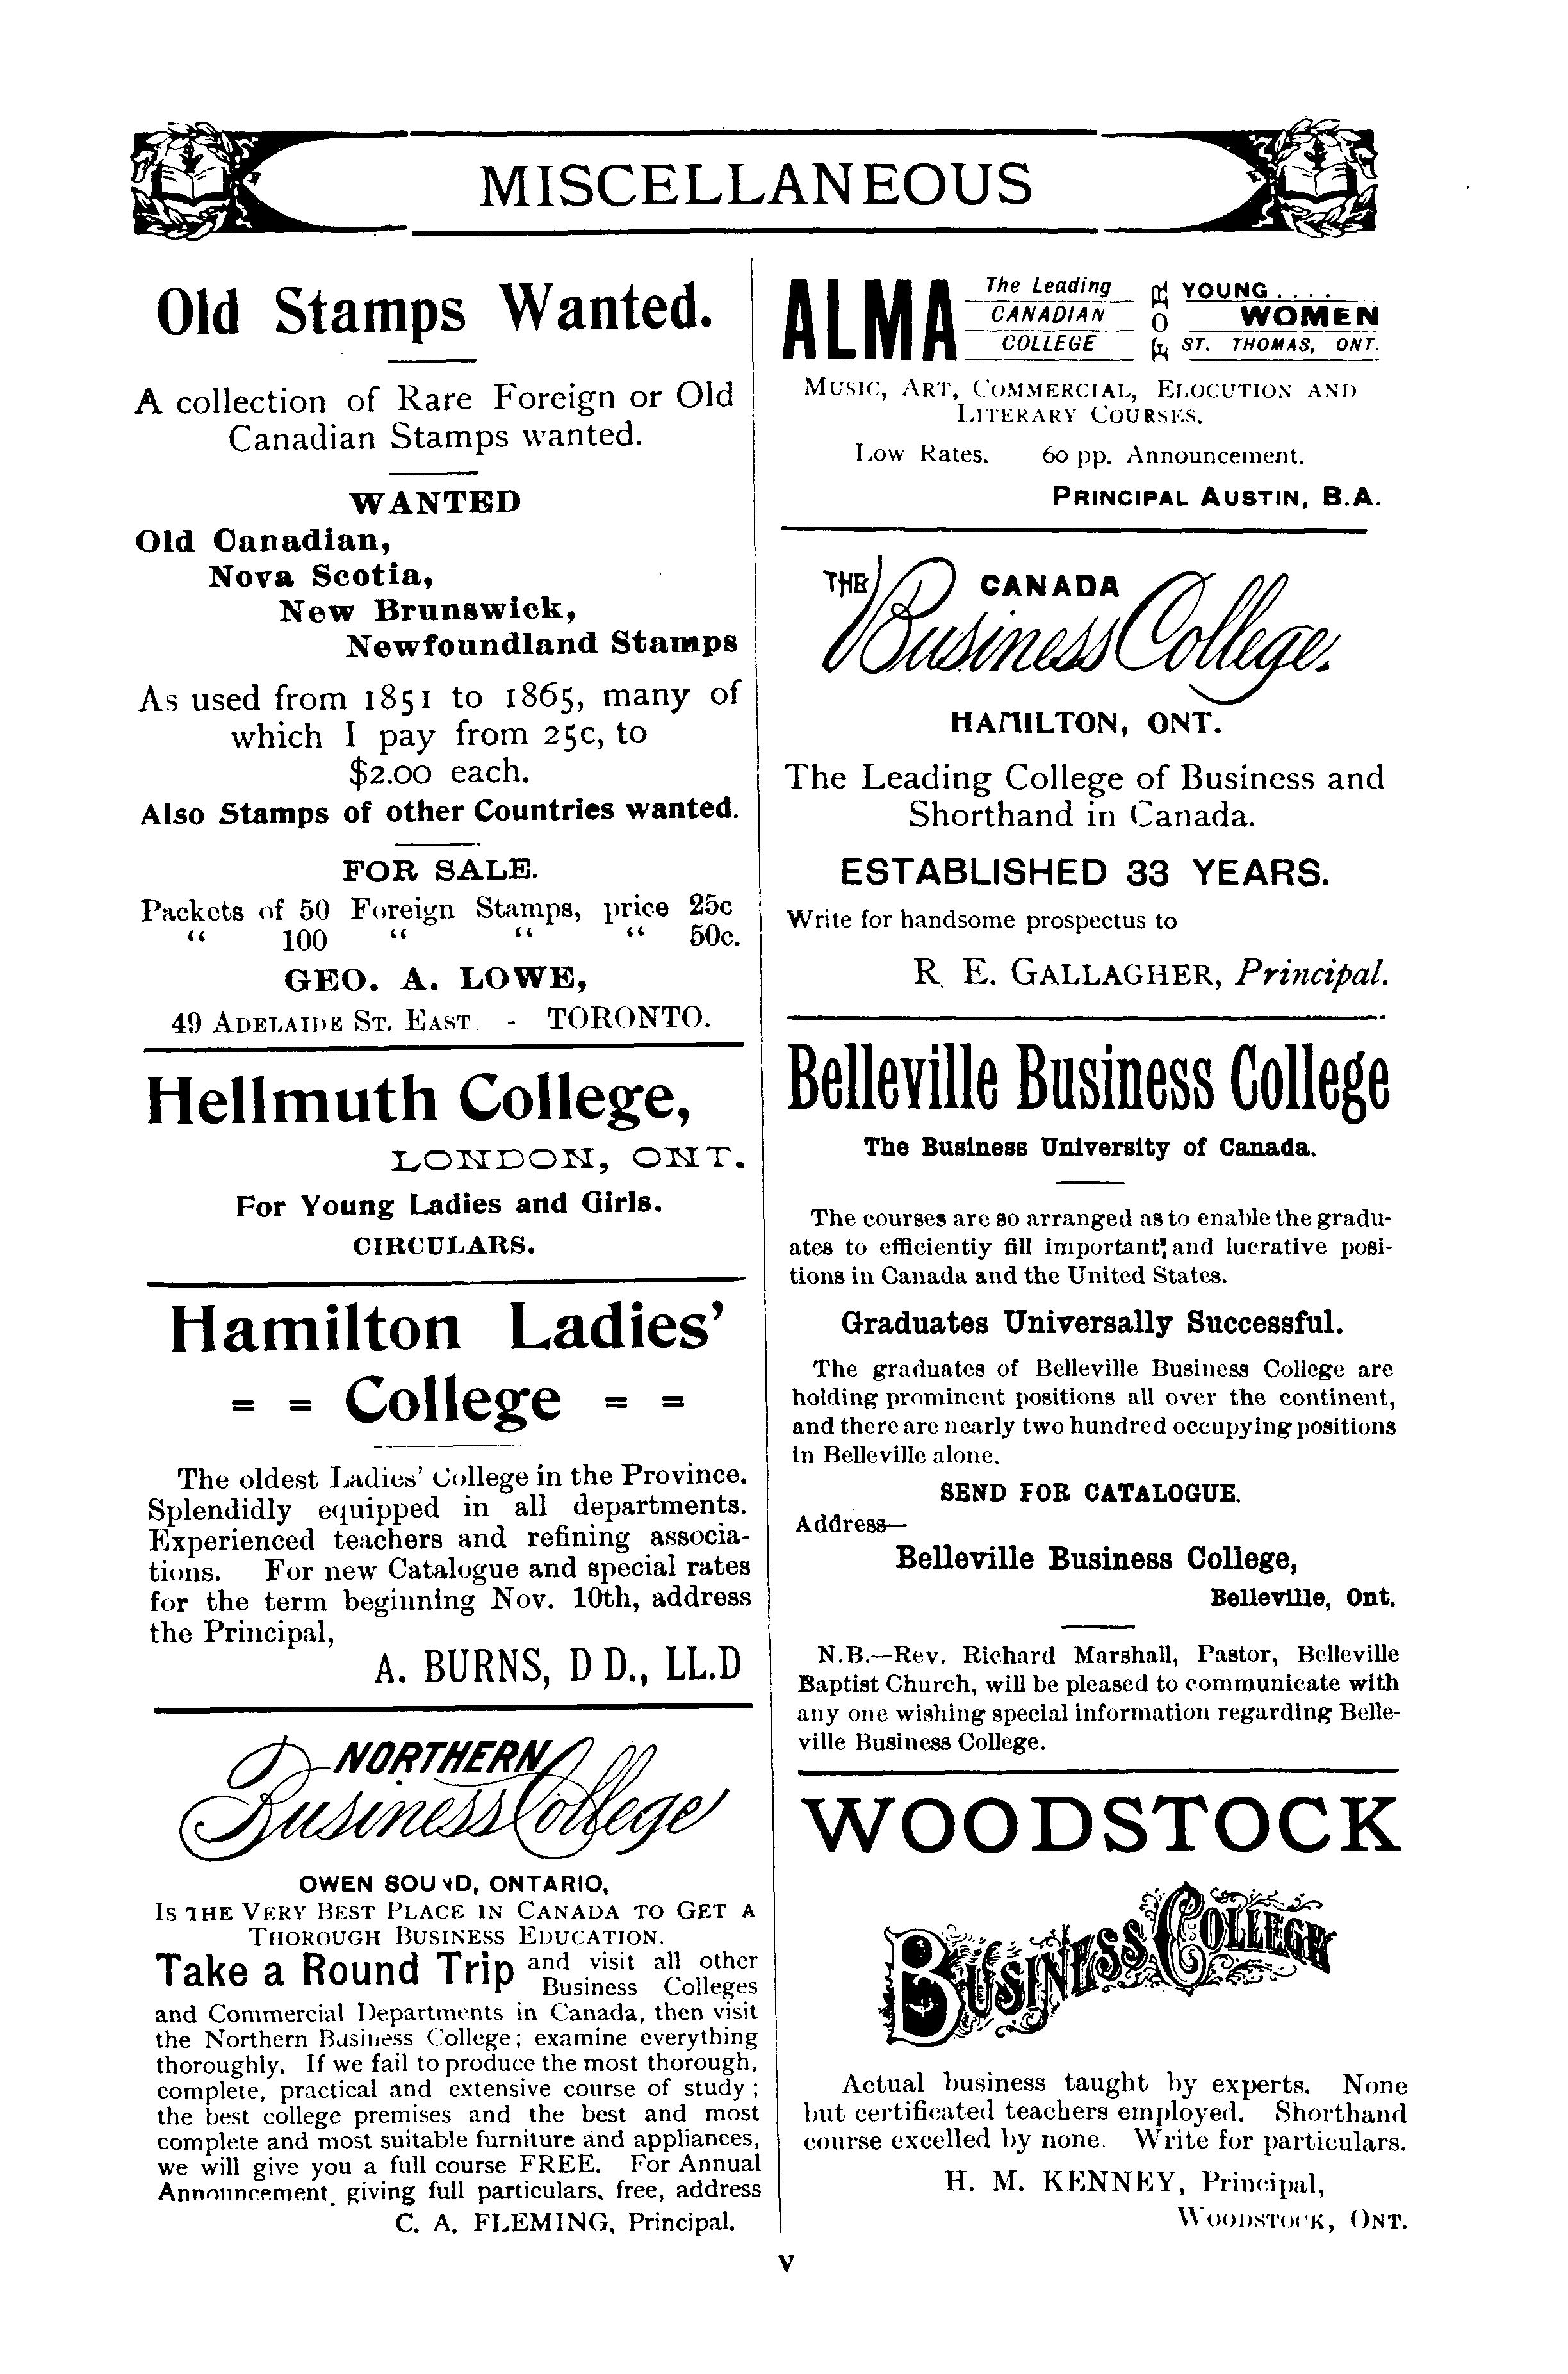 MISCELLANEOUS
Old Stamps Wanted.
A collection of Rare Foreign or Old
Canadian Stamps wanted.
WANTED
Old Canadian,
Nova Scotia,
New Brunswick,
Newfoundland Stamps
As used from 1851 to 1865, many of
which I pay from 25c, to
$2.00 each.
Also Stamps of other Countries wanted.
FOR SALE.
Packets of 50 Foreign Stamps, price 25c
“ 100 “ “ “ 50c.
GEO. A. LOWE,
49 ADELAIDE ST. EAST. - TORONTO.
Hellmuth College,
LONDON, ONT.
For Young Ladies and Girls.
CIRCULARS.
Hamilton Ladies’
= = College = =
The oldest Ladies’ College in the Province.
Splendidly equipped in all departments.
Experienced teachers and refining associa-
tions. For new Catalogue and special rates
for the term beginning Nov. 10th, address
the Principal,
A. BURNS, D D., LL.D
NORTHERN
Business College
OWEN SOUND, ONTARIO,
IS THE VERY BEST PLACE IN CANADA TO GET A
THOROUGH BUSINESS EDUCATION.
Take a Round Trip and visit all other
Business Colleges
and Commercial Departments in Canada, then visit
the Northern Business College; examine everything
thoroughly. If we fail to produce the most thorough,
complete, practical and extensive course of study;
the best college premises and the best and most
complete and most suitable furniture and appliances,
we will give you a full course FREE. For Annual
Announcement, giving full particulars, free, address
C. A. FLEMING, Principal.
ALMA The Leading CANADIAN COLLEGE FOR YOUNG.... WOMEN ST. THOMAS, ONT.
MUSIC, ART, COMMERCIAL, ELOCUTION AND
LITERARY COURSES.
Low Rates. 60 pp. Announcement.
PRINCIPAL AUSTIN, B.A.
THE CANADA
Business College.
HAMILTON, ONT.
The Leading College of Business and
Shorthand in Canada.
ESTABLISHED 33 YEARS.
Write for handsome prospectus to
R. E. GALLAGHER, Principal.
Belleville Business College
The Business University of Canada.
The courses are so arranged as to enable the gradu-
ates to efficientiy fill important; and lucrative posi-
tions in Canada and the United States.
Graduates Universally Successful.
The graduates of Belleville Business College are
holding prominent positions all over the continent,
and there are nearly two hundred occupying positions
in Belleville alone.
SEND FOR CATALOGUE.
Address—
Belleville Business College,
Belleville, Ont.
N.B.—Rev. Richard Marshall, Pastor, Belleville
Baptist Church, will be pleased to communicate with
any one wishing special information regarding Belle-
ville Business College.
WOODSTOCK
BUSINESS COLLEGE
Actual business taught by experts. None
but certificated teachers employed. Shorthand
course excelled by none. Write for particulars.
H. M. KENNEY, Principal,
WOODSTOCK, ONT.
v